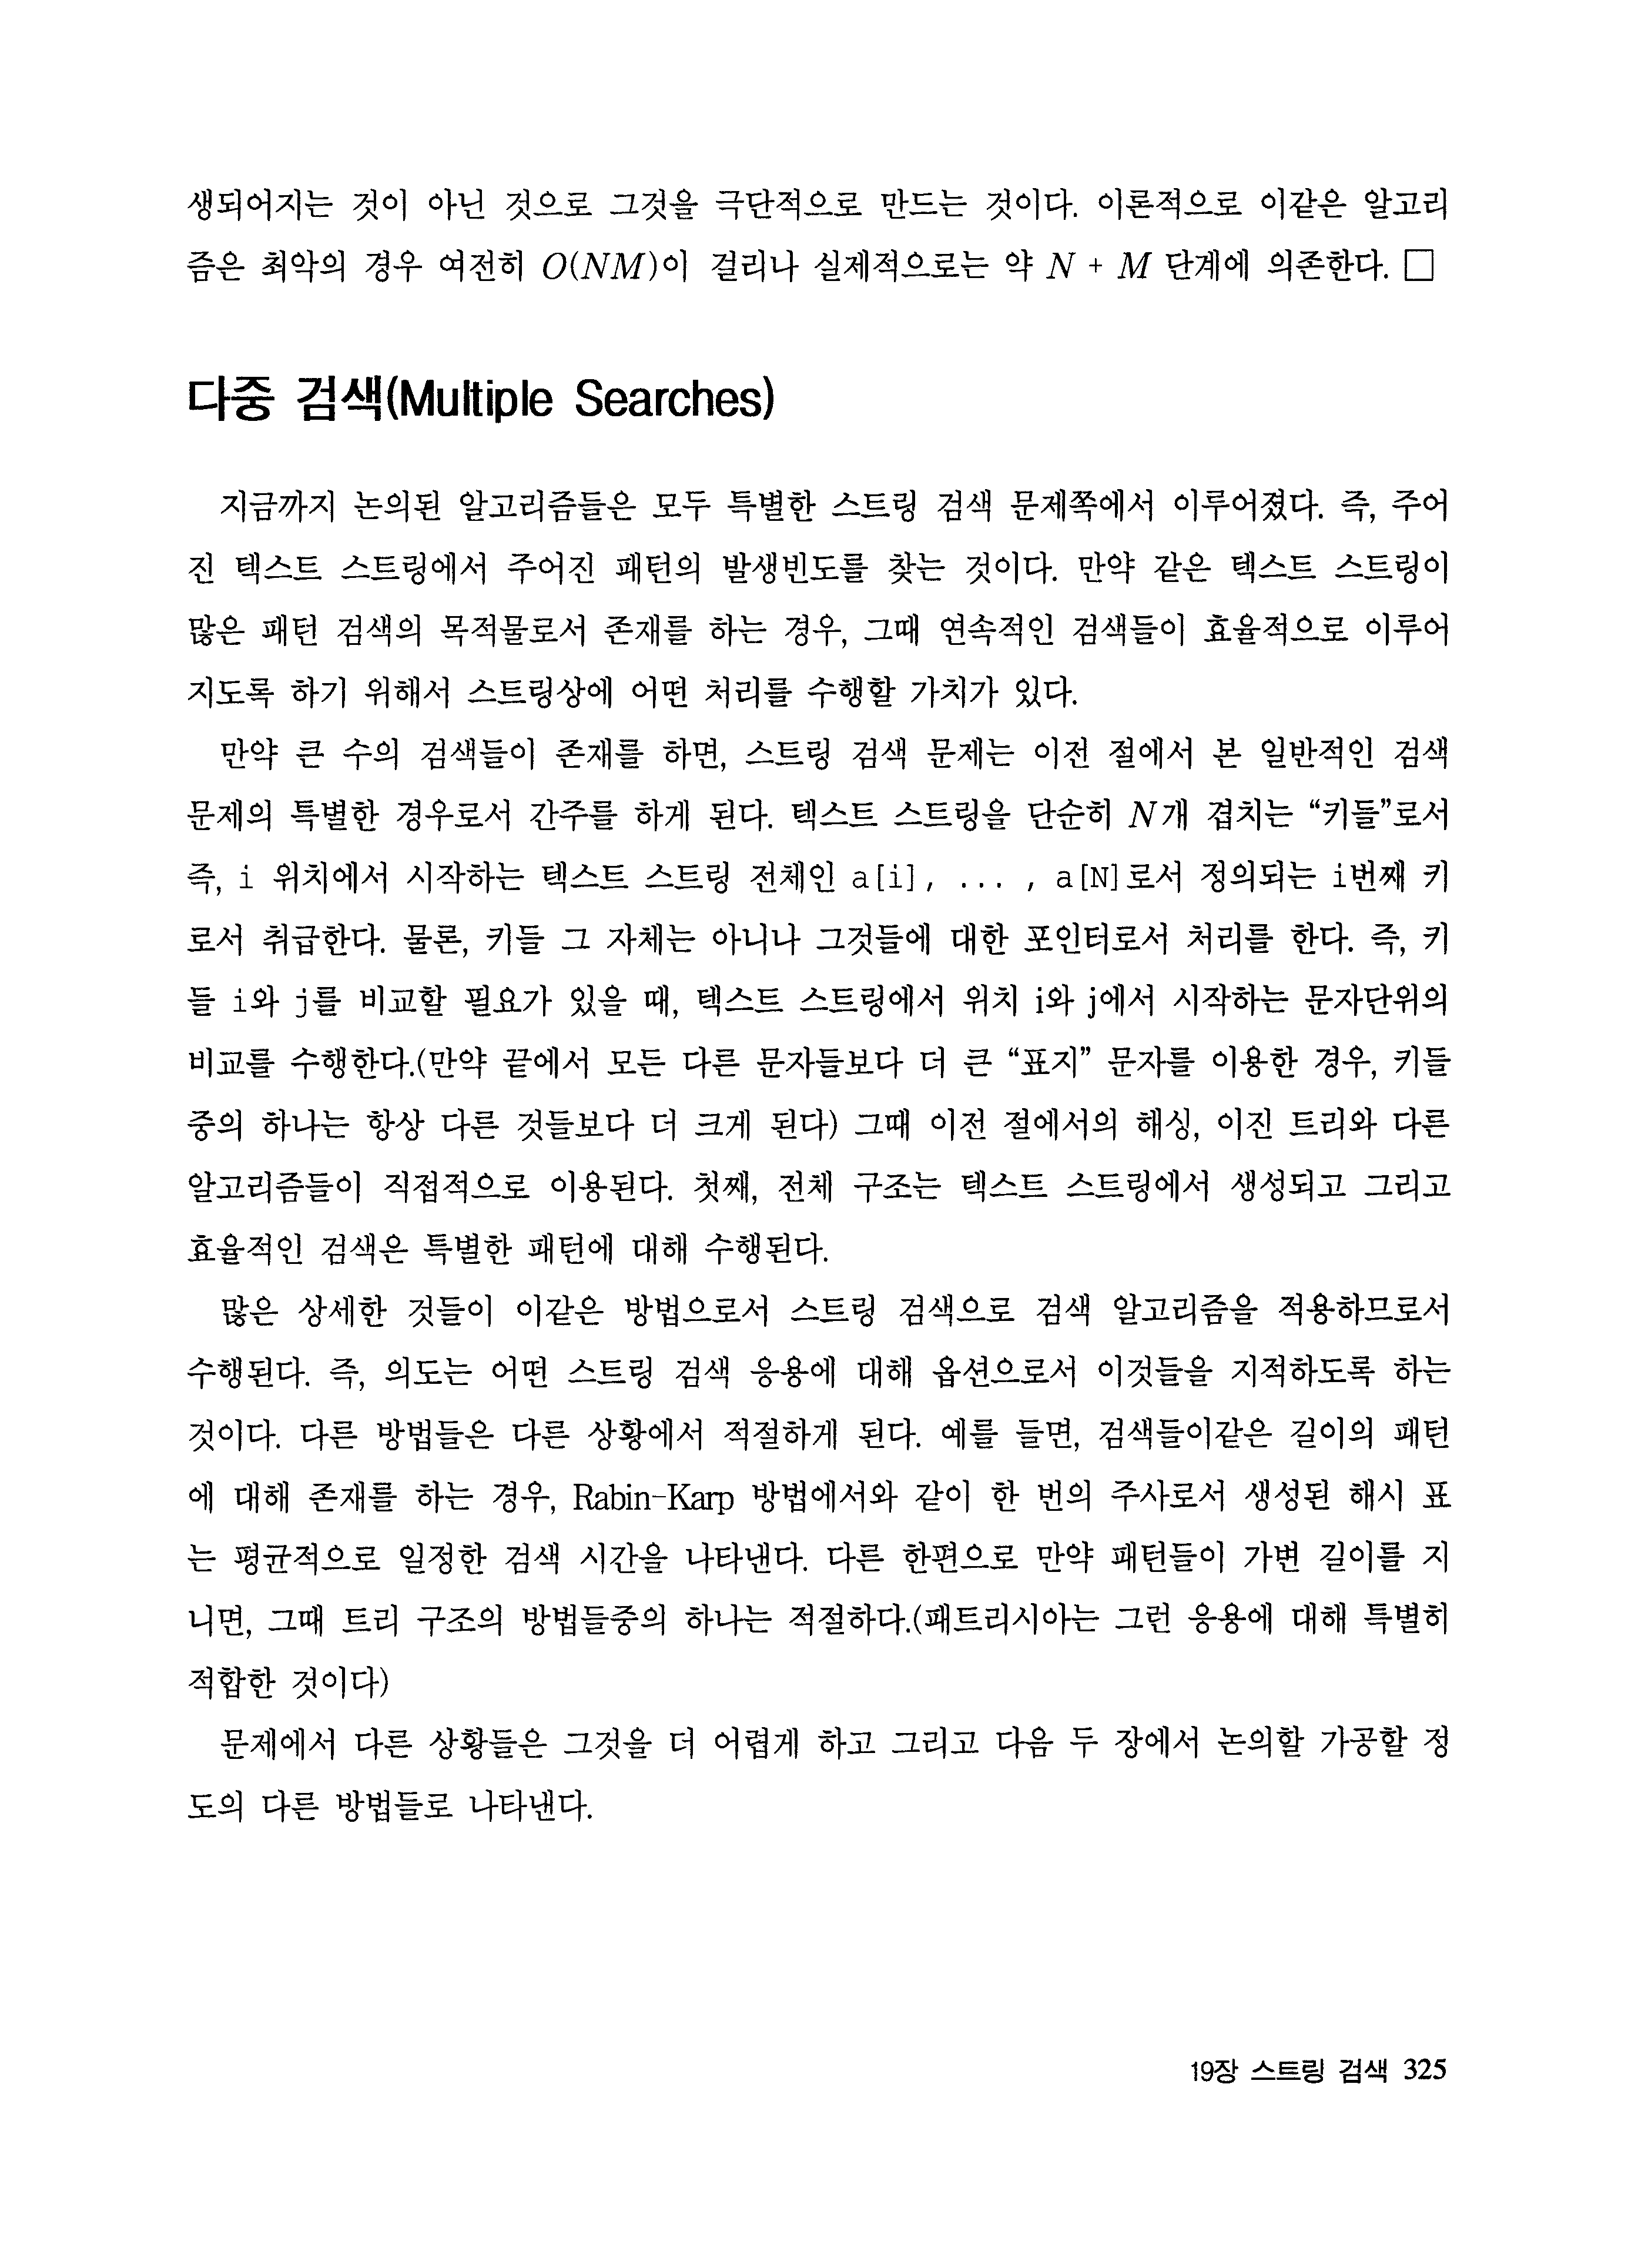 생되어지는 것이 아닌 것으로 그것을 극단적으로 만드는 것이다. 이론적으로 이같은 알고리
즘은 최악의 경우 여전히 O(NM)이 걸리나 실제적으로는 약 N + M 단계에 의존한다. □
다중 검색(Multiple Searches)
지금까지 논의된 알고리즘들은 모두 특별한 스트링 검색 문제쪽에서 이루어졌다. 즉, 주어
진 텍스트 스트링에서 주어진 패턴의 발생빈도를 찾는 것이다. 만약 같은 텍스트 스트링이
많은 패턴 검색의 목적물로서 존재를 하는 경우, 그때 연속적인 검색들이 효율적으로 이루어
지도록 하기 위해서 스트링상에 어떤 처리를 수행할 가치가 있다.
만약 큰 수의 검색들이 존재를 하면, 스트링 검색 문제는 이전 절에서 본 일반적인 검색
문제의 특별한 경우로서 간주를 하게 된다. 텍스트 스트링을 단순히 N개 겹치는 “키들”로서
즉, i 위치에서 시작하는 텍스트 스트링 전체인 a[i], ... , a[N]로서 정의되는 i번째 키
로서 취급한다. 물론, 키들 그 자체는 아니나 그것들에 대한 포인터로서 처리를 한다. 즉, 키
들 i와 j를 비교할 필요가 있을 때, 텍스트 스트링에서 위치 i와 j에서 시작하는 문자단위의
비교를 수행한다.(만약 끝에서 모든 다른 문자들보다 더 큰 “표지” 문자를 이용한 경우, 키들
중의 하나는 항상 다른 것들보다 더 크게 된다) 그때 이전 절에서의 해싱, 이진 트리와 다른
알고리즘들이 직접적으로 이용된다. 첫째, 전체 구조는 텍스트 스트링에서 생성되고 그리고
효율적인 검색은 특별한 패턴에 대해 수행된다.
많은 상세한 것들이 이같은 방법으로서 스트링 검색으로 검색 알고리즘을 적용하므로서
수행된다. 즉, 의도는 어떤 스트링 검색 응용에 대해 옵션으로서 이것들을 지적하도록 하는
것이다. 다른 방법들은 다른 상황에서 적절하게 된다. 예를 들면, 검색들이같은 길이의 패턴
에 대해 존재를 하는 경우, Rabin-Karp 방법에서와 같이 한 번의 주사로서 생성된 해시 표
는 평균적으로 일정한 검색 시간을 나타낸다. 다른 한편으로 만약 패턴들이 가변 길이를 지
니면, 그때 트리 구조의 방법들중의 하나는 적절하다.(패트리시아는 그런 응용에 대해 특별히
적합한 것이다)
문제에서 다른 상황들은 그것을 더 어렵게 하고 그리고 다음 두 장에서 논의할 가공할 정
도의 다른 방법들로 나타낸다.
19장 스트링 검색 325